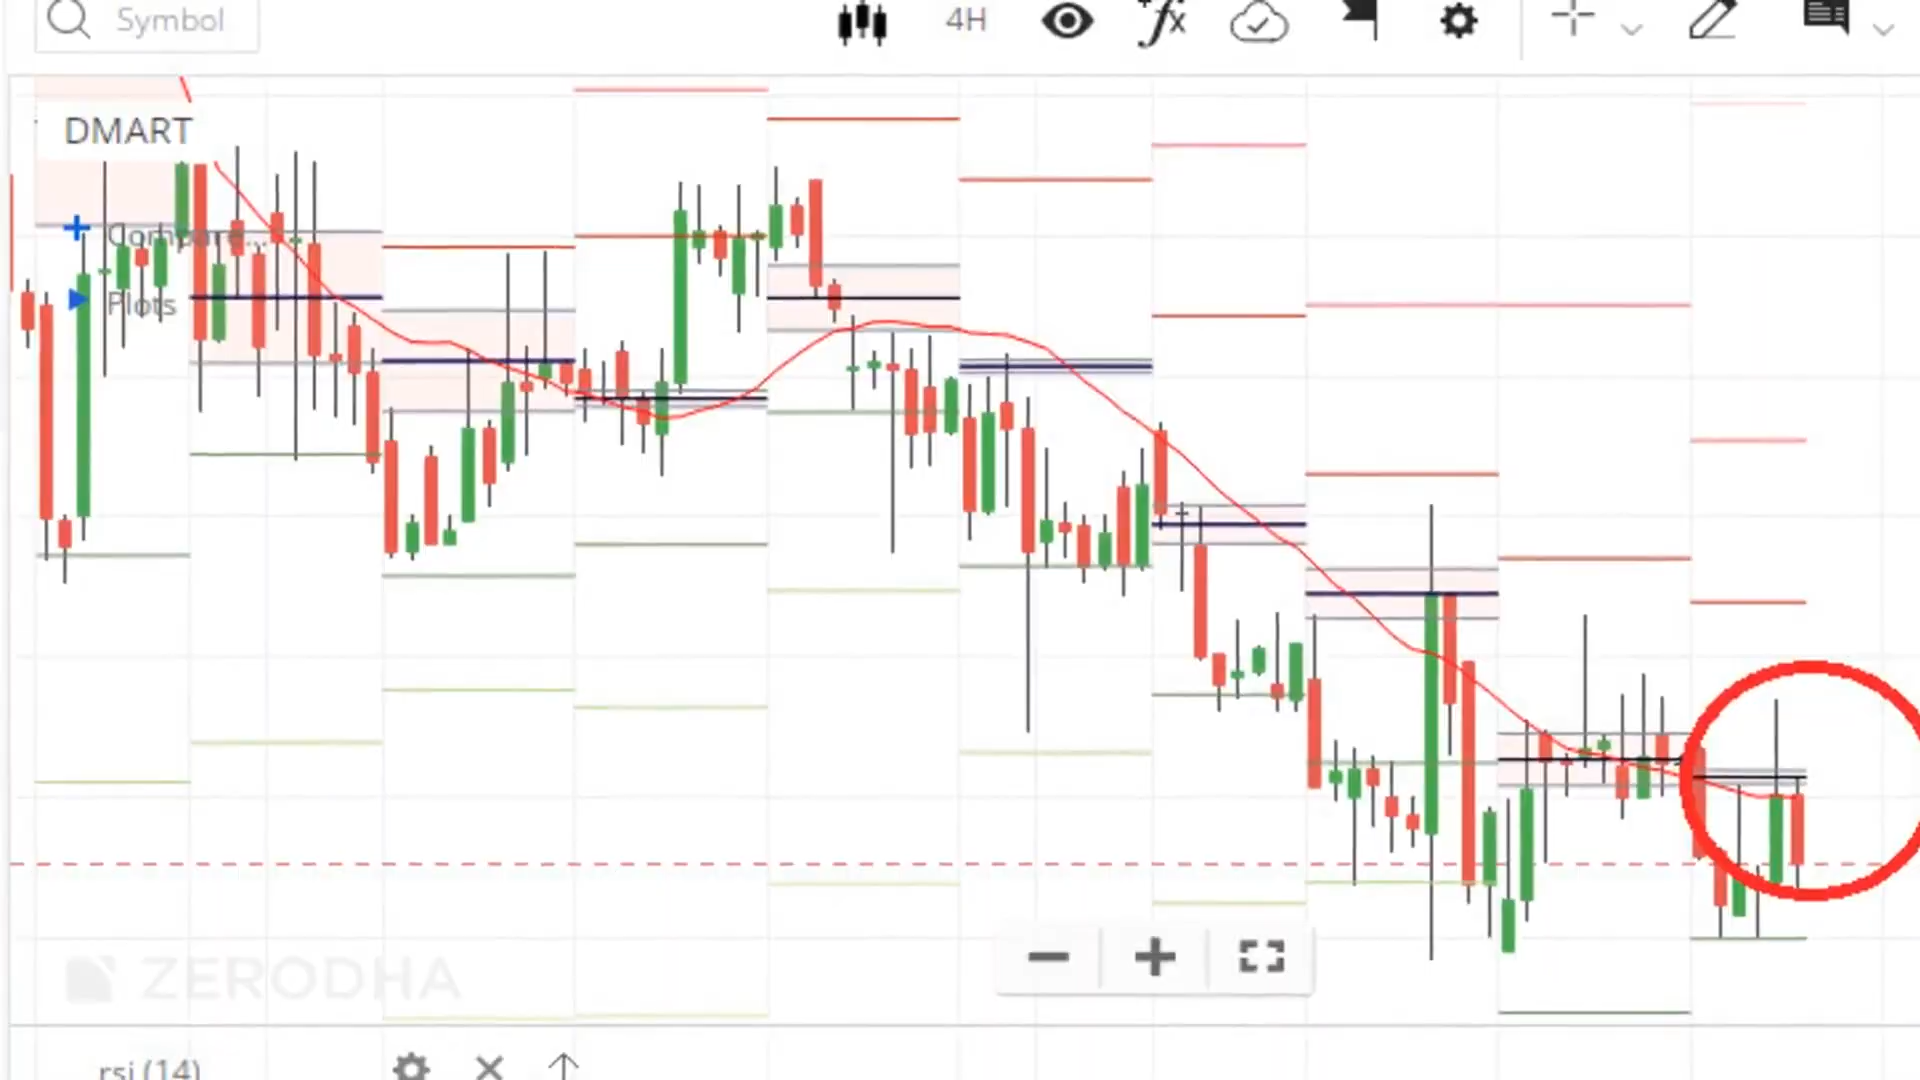 Symbol
4H
DMART
Compare...
Plots
ZERODHA
rsi (14)